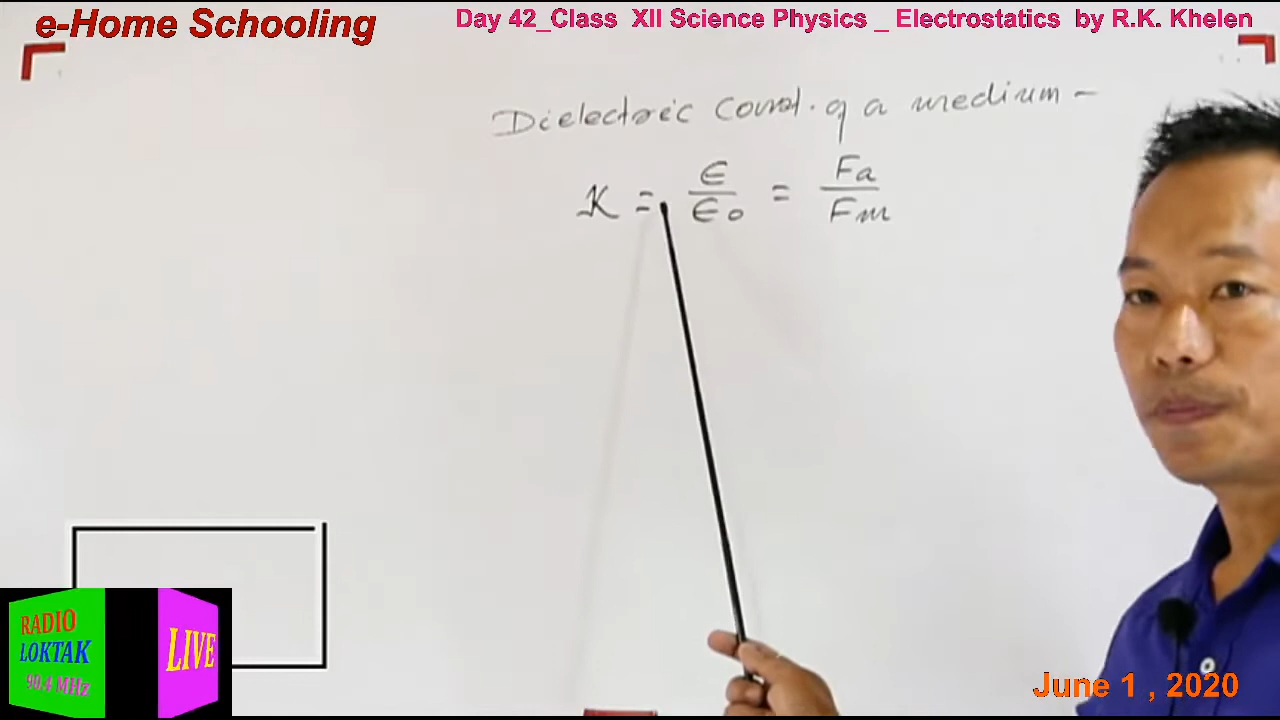 e-Home Schooling
Day 42_Class XII Science Physics _ Electrostatics by R.K. Khelen
Dielectric Const. of a medium -
K = ϵ/ϵ0 = Fa/Fm
RADIO
LOKTAK
90.4 MHz
LIVE
June 1 , 2020